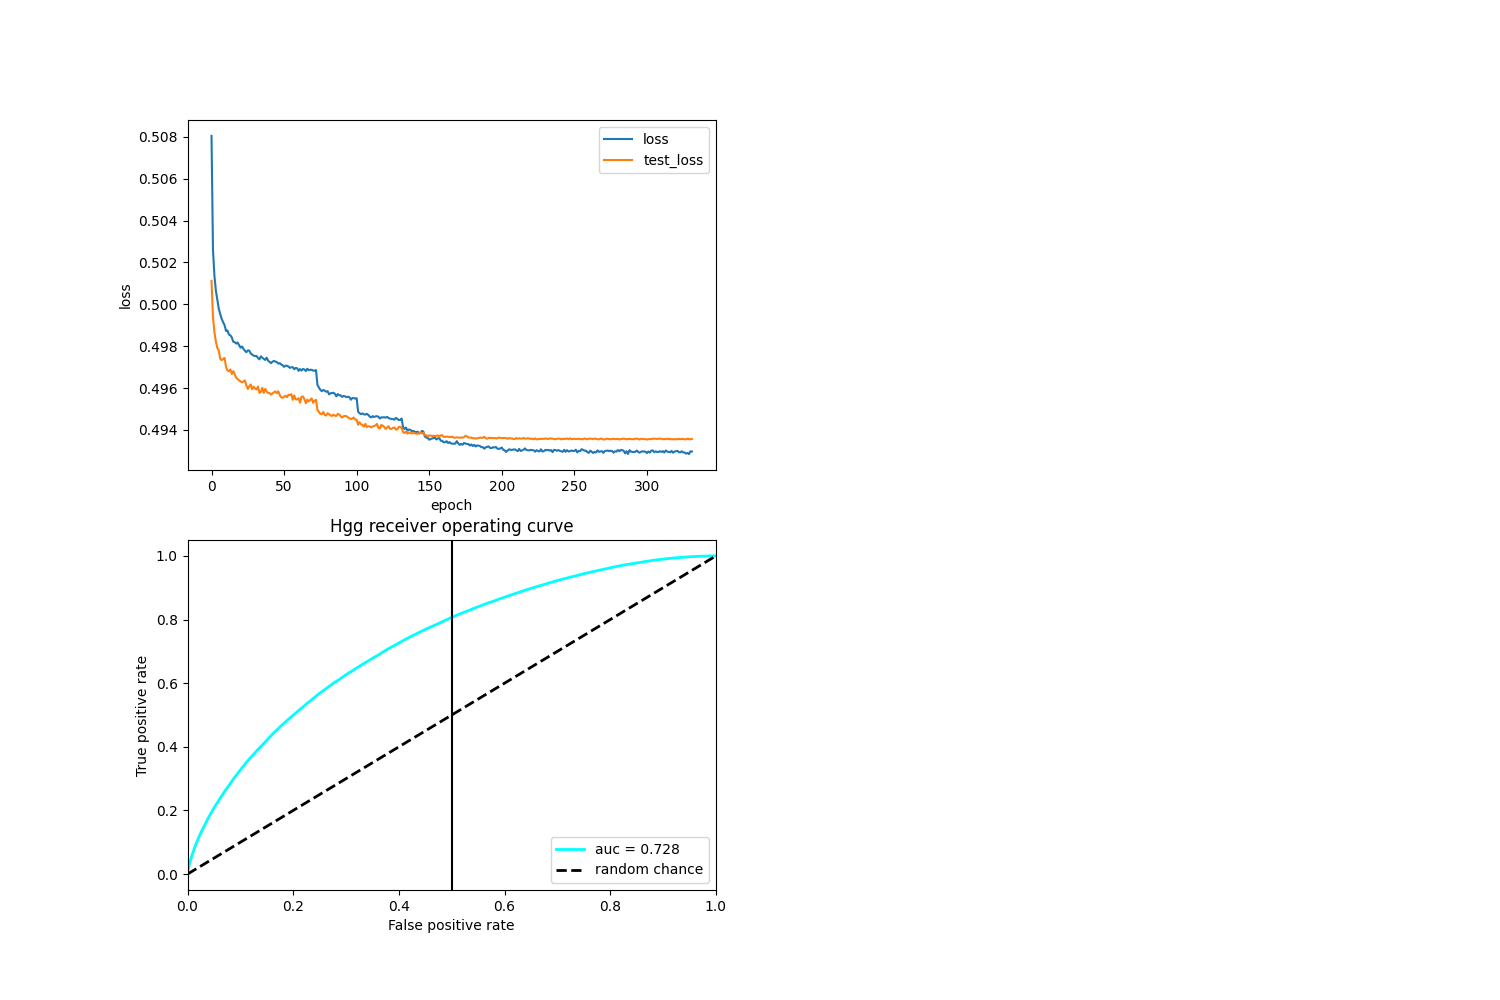 0.508
0.506
0.504
0.502
0.500
0.498
0.496
0.494
loss
loss
test_loss
0 50 100 150 200 250 300
epoch
Hgg receiver operating curve
1.0
0.8
0.6
0.4
0.2
0.0
True positive rate
auc = 0.728
random chance
0.0 0.2 0.4 0.6 0.8 1.0
False positive rate